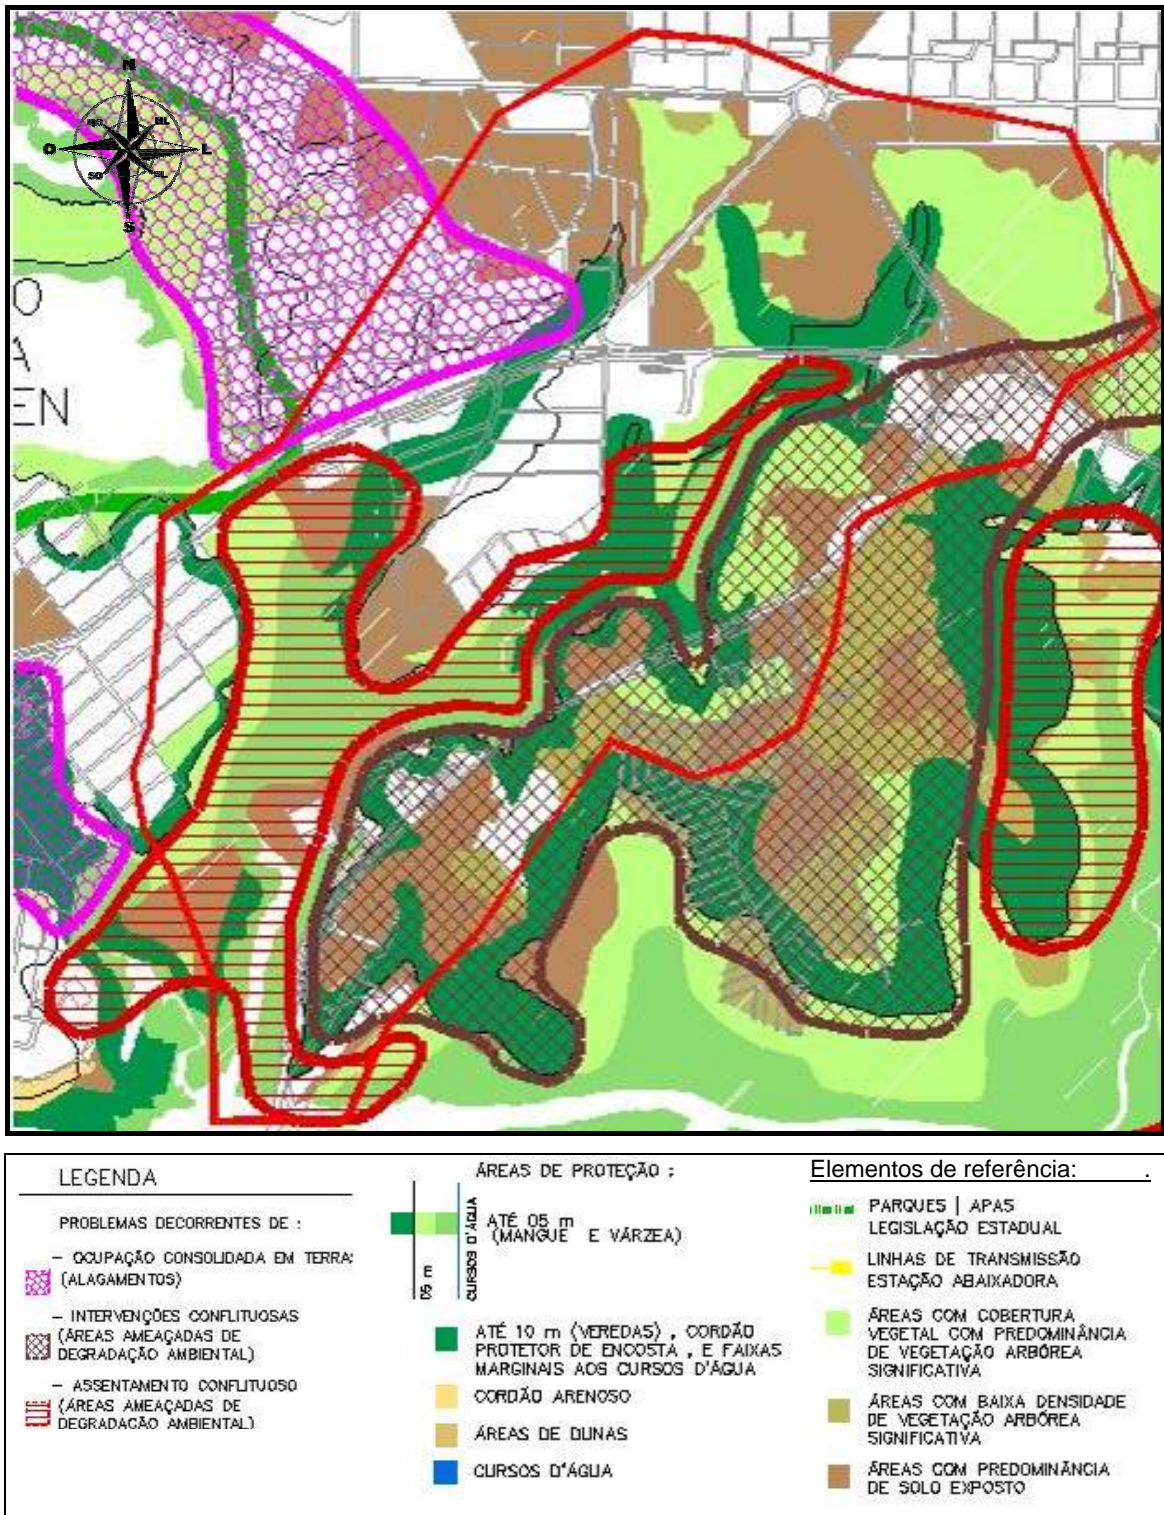 N
NO
NL
O
L
SO
SL
S
O
A
EN
LEGENDA
PROBLEMAS DECORRENTES DE :
– OCUPAÇÃO CONSOLIDADA EM TERRA
(ALAGAMENTOS)
– INTERVENÇÕES CONFLITUOSAS
(ÁREAS AMEAÇADAS DE
DEGRADAÇÃO AMBIENTAL)
– ASSENTAMENTO CONFLITUOSO
(ÁREAS AMEAÇADAS DE
DEGRADAÇÃO AMBIENTAL)
ÁREAS DE PROTEÇÃO :
05 m
CURSOS D'ÁGUA
ATÉ 05 m
(MANGUE E VÁRZEA)
ATÉ 10 m (VEREDAS) , CORDÃO
PROTETOR DE ENCOSTA , E FAIXAS
MARGINAIS AOS CURSOS D'ÁGUA
CORDÃO ARENOSO
ÁREAS DE DUNAS
CURSOS D'ÁGUA
Elementos de referência: .
PARQUES | APAS
LEGISLAÇÃO ESTADUAL
LINHAS DE TRANSMISSÃO
ESTAÇÃO ABAIXADORA
ÁREAS COM COBERTURA
VEGETAL COM PREDOMINÂNCIA
DE VEGETAÇÃO ARBÓREA
SIGNIFICATIVA
ÁREAS COM BAIXA DENSIDADE
DE VEGETAÇÃO ARBÓREA
SIGNIFICATIVA
ÁREAS COM PREDOMINÂNCIA
DE SOLO EXPOSTO